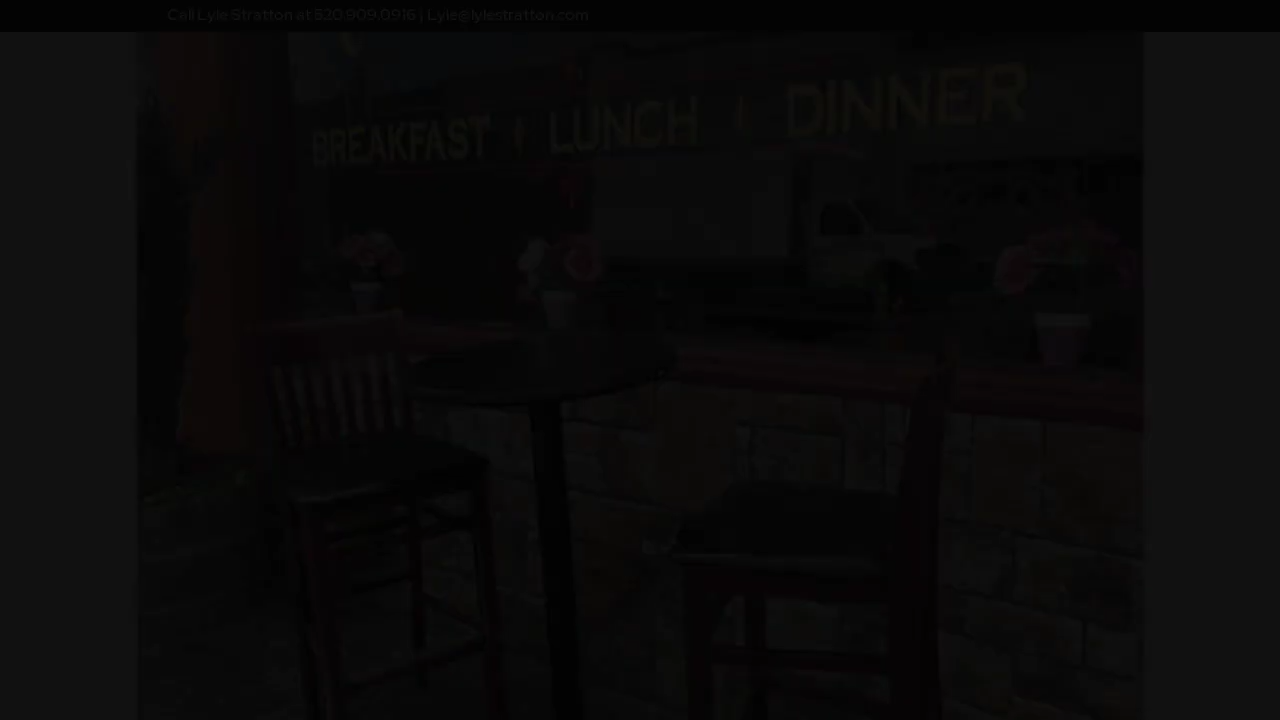 Call Lyle Stratton at 520.909.0916 | Lyle@lylestratton.com
BREAKFAST | LUNCH | DINNER